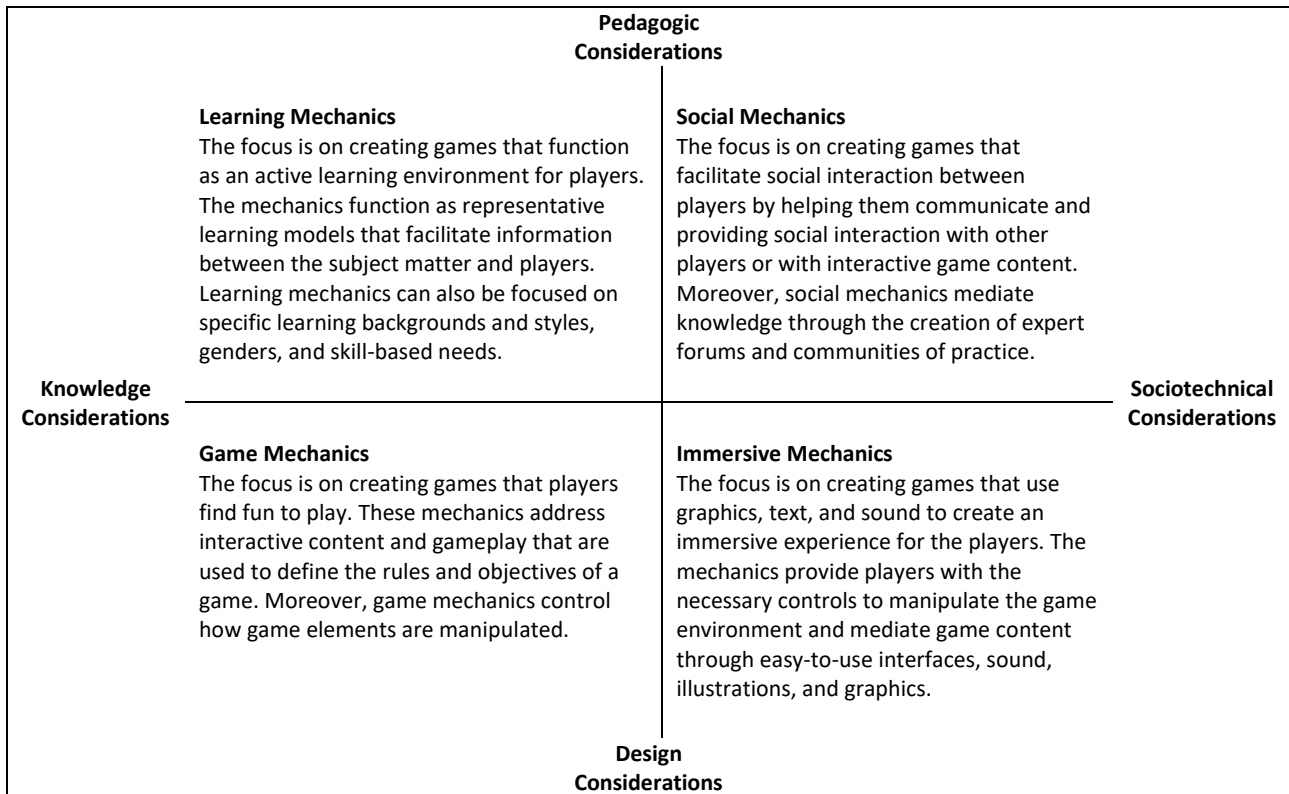 Pedagogic
Considerations
Learning Mechanics
The focus is on creating games that function
as an active learning environment for players.
The mechanics function as representative
learning models that facilitate information
between the subject matter and players.
Learning mechanics can also be focused on
specific learning backgrounds and styles,
genders, and skill-based needs.
Social Mechanics
The focus is on creating games that
facilitate social interaction between
players by helping them communicate and
providing social interaction with other
players or with interactive game content.
Moreover, social mechanics mediate
knowledge through the creation of expert
forums and communities of practice.
Knowledge
Considerations
Sociotechnical
Considerations
Game Mechanics
The focus is on creating games that players
find fun to play. These mechanics address
interactive content and gameplay that are
used to define the rules and objectives of a
game. Moreover, game mechanics control
how game elements are manipulated.
Immersive Mechanics
The focus is on creating games that use
graphics, text, and sound to create an
immersive experience for the players. The
mechanics provide players with the
necessary controls to manipulate the game
environment and mediate game content
through easy-to-use interfaces, sound,
illustrations, and graphics.
Design
Considerations